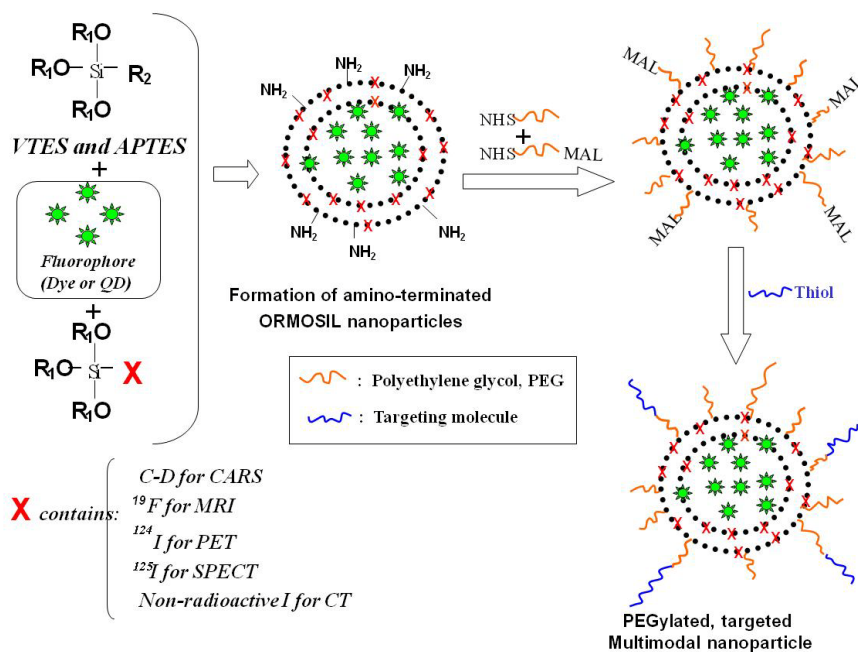 R₁O
R₁O Si R₂
R₁O
VTES and APTES
+
Fluorophore
(Dye or QD)
+
R₁O
R₁O Si X
R₁O
X contains:
C-D for CARS
¹⁹F for MRI
¹²⁴I for PET
¹²⁵I for SPECT
Non-radioactive I for CT
NH₂ NH₂ NH₂
NH₂
X X X X X X X X X X X X X X
NH₂ NH₂ NH₂
NH₂
Formation of amino-terminated
ORMOSIL nanoparticles
NHS
+
NHS MAL
: Polyethylene glycol, PEG
: Targeting molecule
MAL
MAL
X X X X X X X X X X X X X X
MAL
MAL
Thiol
X X X X X X X X X X X X X X
PEGylated, targeted
Multimodal nanoparticle